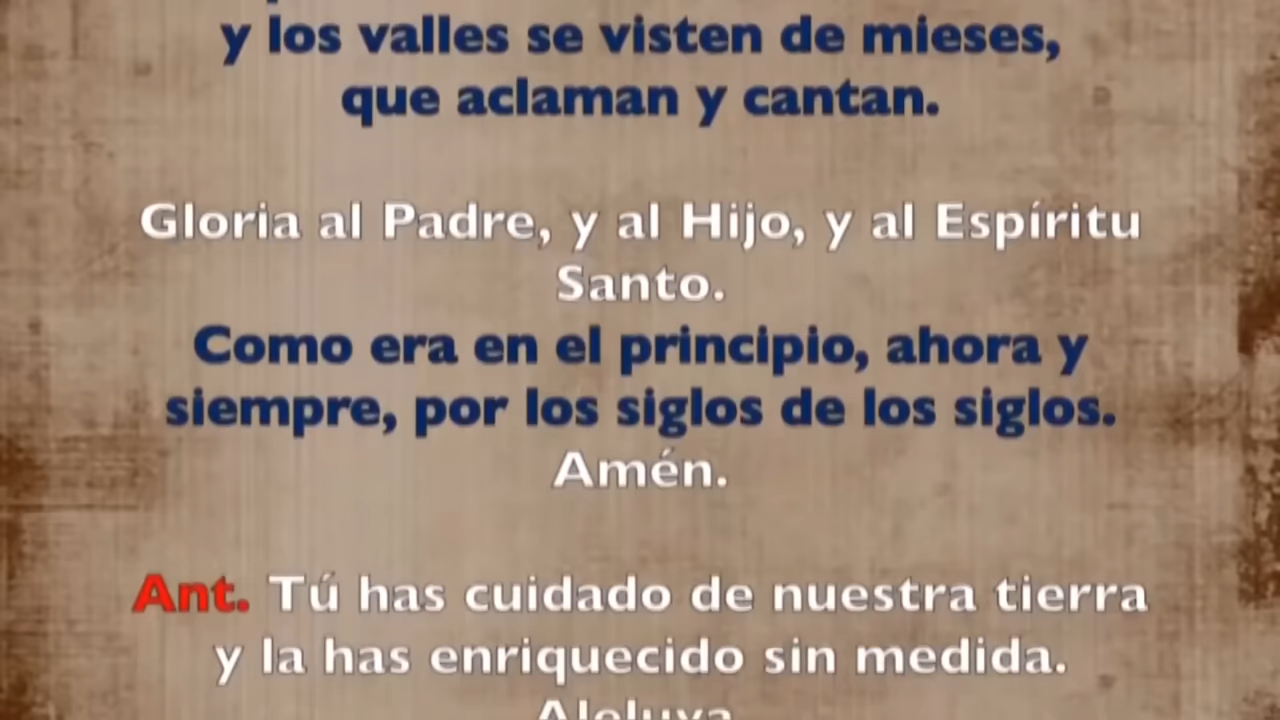 y los valles se visten de mieses,
que aclaman y cantan.
Gloria al Padre, y al Hijo, y al Espíritu
Santo.
Como era en el principio, ahora y
siempre, por los siglos de los siglos.
Amén.
Ant. Tú has cuidado de nuestra tierra
y la has enriquecido sin medida.
Aleluya